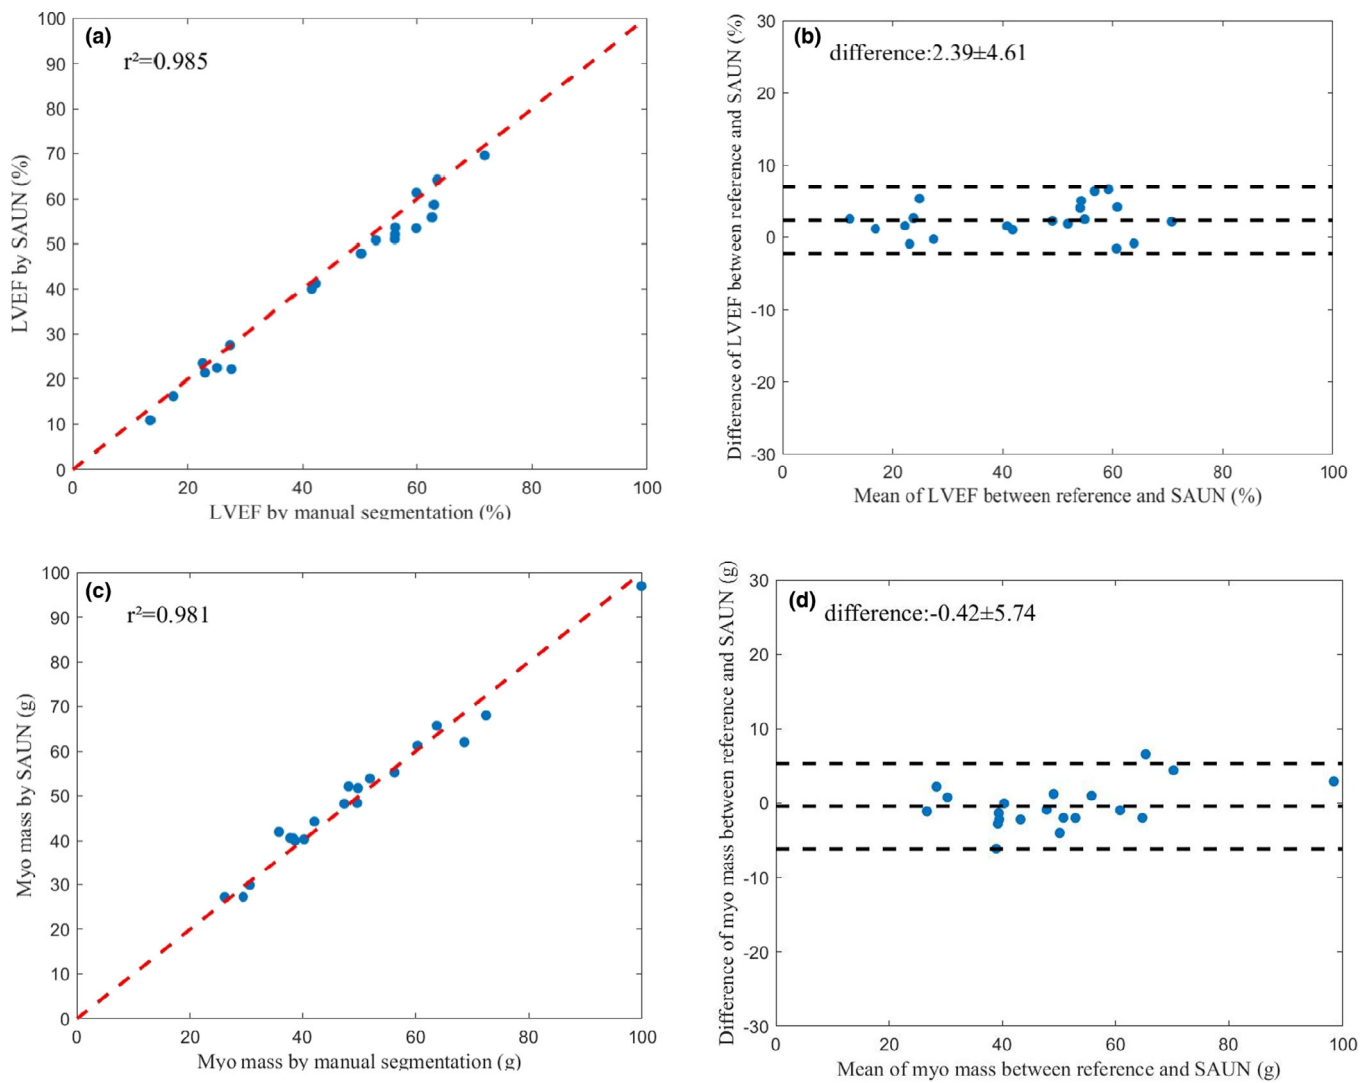 (a)
r²=0.985
LVEF by SAUN (%)
100
90
80
70
60
50
40
30
20
10
0
0 20 40 60 80 100
LVEF by manual segmentation (%)
(b)
difference:2.39±4.61
Difference of LVEF between reference and SAUN (%)
30
20
10
0
-10
-20
-30
0 20 40 60 80 100
Mean of LVEF between reference and SAUN (%)
(c)
r²=0.981
Myo mass by SAUN (g)
100
90
80
70
60
50
40
30
20
10
0
0 20 40 60 80 100
Myo mass by manual segmentation (g)
(d)
difference:-0.42±5.74
Difference of myo mass between reference and SAUN (g)
30
20
10
0
-10
-20
-30
0 20 40 60 80 100
Mean of myo mass between reference and SAUN (g)